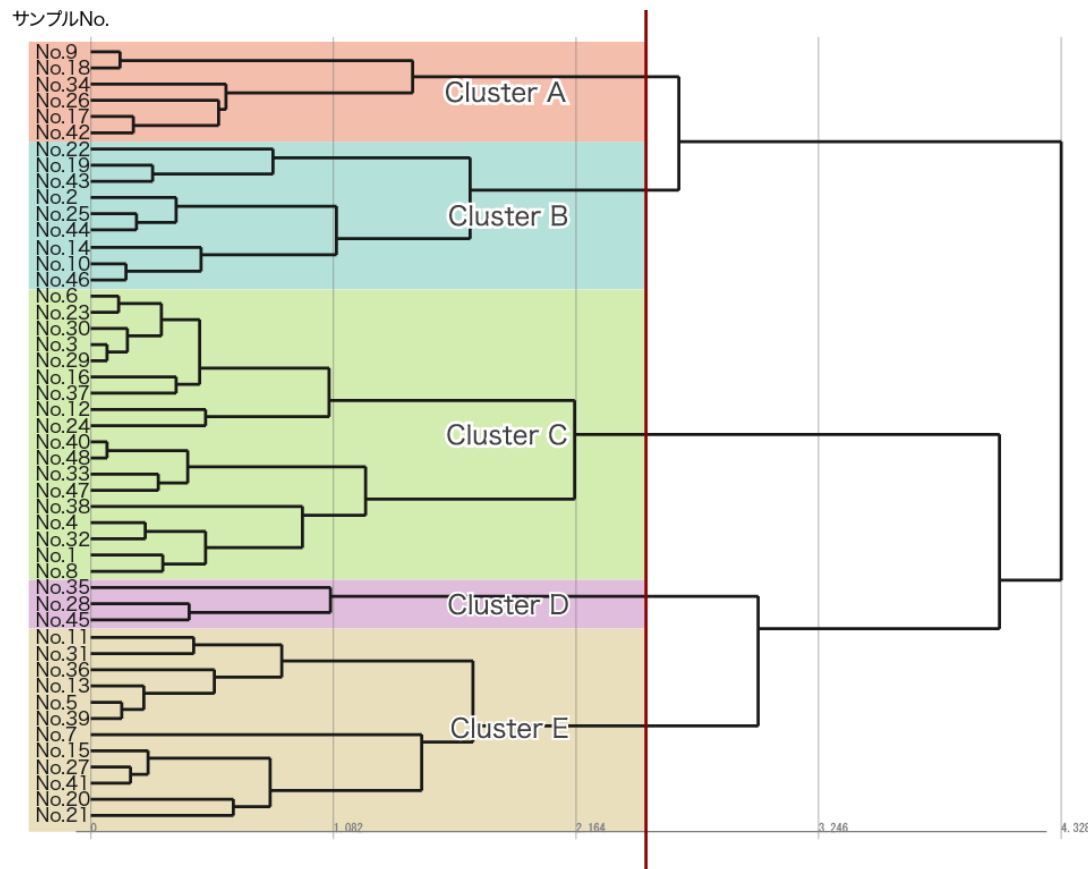 サンプルNo.
No.9
No.18
No.34
Cluster A
No.26
No.17
No.42
No.22
No.19
No.43
No.2
Cluster B
No.25
No.44
No.14
No.10
No.46
No.6
No.23
No.30
No.3
No.29
No.16
No.37
No.12
No.24
Cluster C
No.40
No.48
No.33
No.47
No.38
No.4
No.32
No.1
No.8
No.35
No.28
Cluster D
No.45
No.11
No.31
No.36
No.13
No.5
No.39
Cluster E
No.7
No.15
No.27
No.41
No.20
No.21
0 1.082 2.164 3.246 4.328